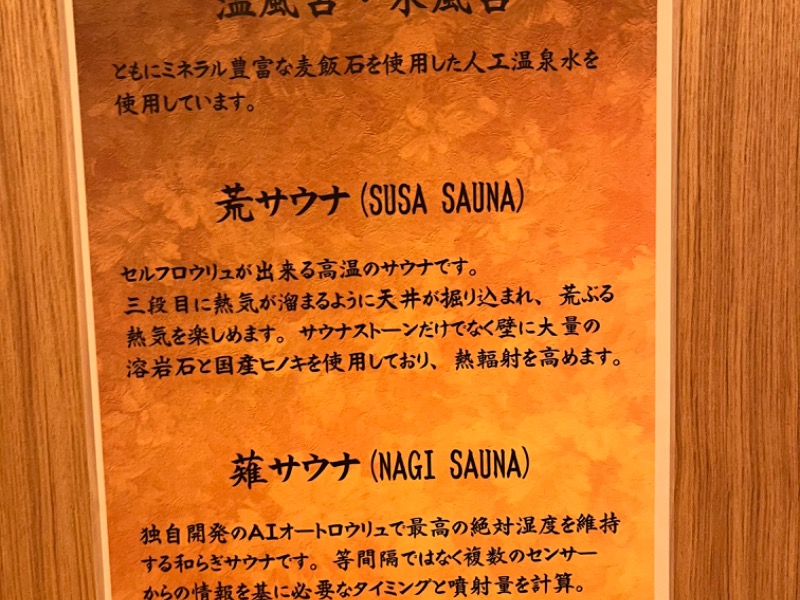 温風呂・水風呂
ともにミネラル豊富な麦飯石を使用した人工温泉水を
使用しています。
荒サウナ(SUSA SAUNA)
セルフロウリュが出来る高温のサウナです。
三段目に熱気が溜まるように天井が掘り込まれ、荒ぶる
熱気を楽しめます。サウナストーンだけでなく壁に大量の
溶岩石と国産ヒノキを使用しており、熱輻射を高めます。
薙サウナ(NAGI SAUNA)
独自開発のAIオートロウリュで最高の絶対湿度を維持
する和らぎサウナです。等間隔ではなく複数のセンサー
からの情報を基に必要なタイミングと噴射量を計算。